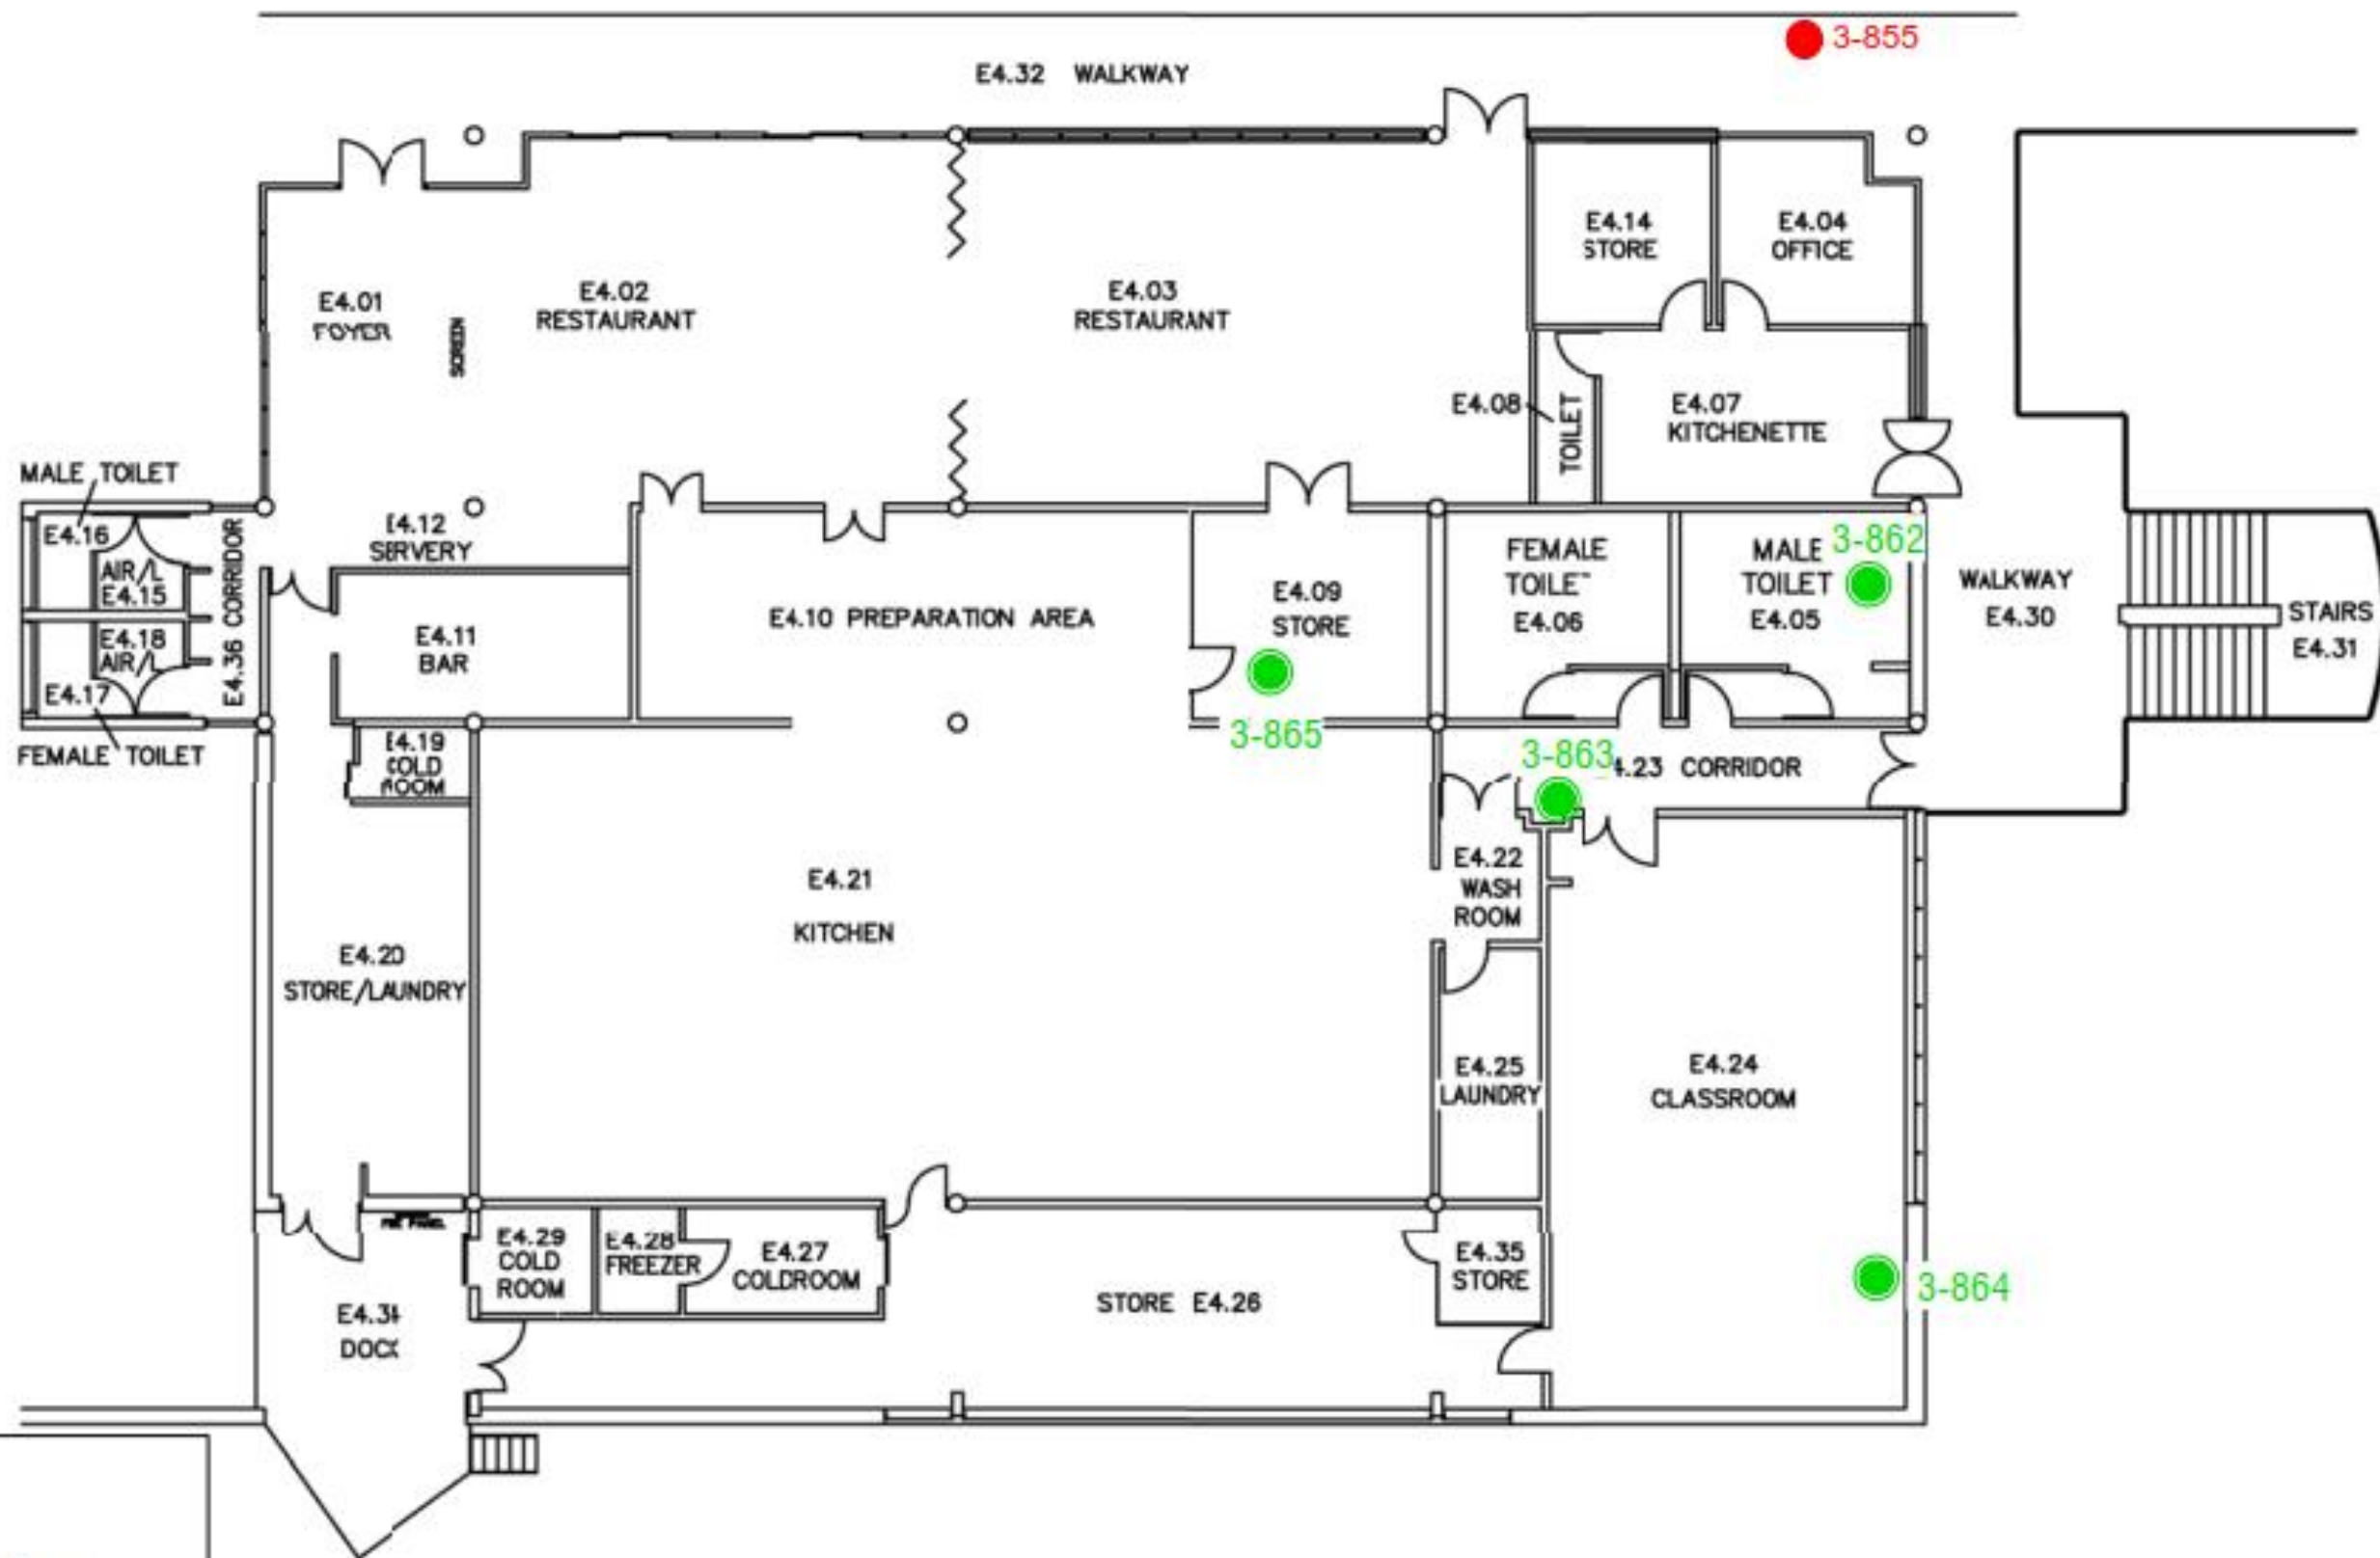 3-855
E4.32 WALKWAY
E4.14
STORE
E4.04
OFFICE
E4.01
FOYER
SCREEN
E4.02
RESTAURANT
E4.03
RESTAURANT
E4.08
TOILET
E4.07
KITCHENETTE
MALE TOILET
E4.16
AIR/L
E4.15
E4.18
AIR/L
E4.17
FEMALE TOILET
E4.36 CORRIDOR
E4.12
SERVERY
E4.11
BAR
E4.10 PREPARATION AREA
E4.09
STORE
3-865
FEMALE
TOILET
E4.06
MALE
TOILET
E4.05
3-862
WALKWAY
E4.30
STAIRS
E4.31
E4.19
COLD
ROOM
3-863
4.23 CORRIDOR
E4.21
KITCHEN
E4.22
WASH
ROOM
E4.20
STORE/LAUNDRY
E4.25
LAUNDRY
E4.24
CLASSROOM
E4.29
COLD
ROOM
E4.28
FREEZER
E4.27
COLDROOM
STORE E4.26
E4.35
STORE
3-864
DOCK